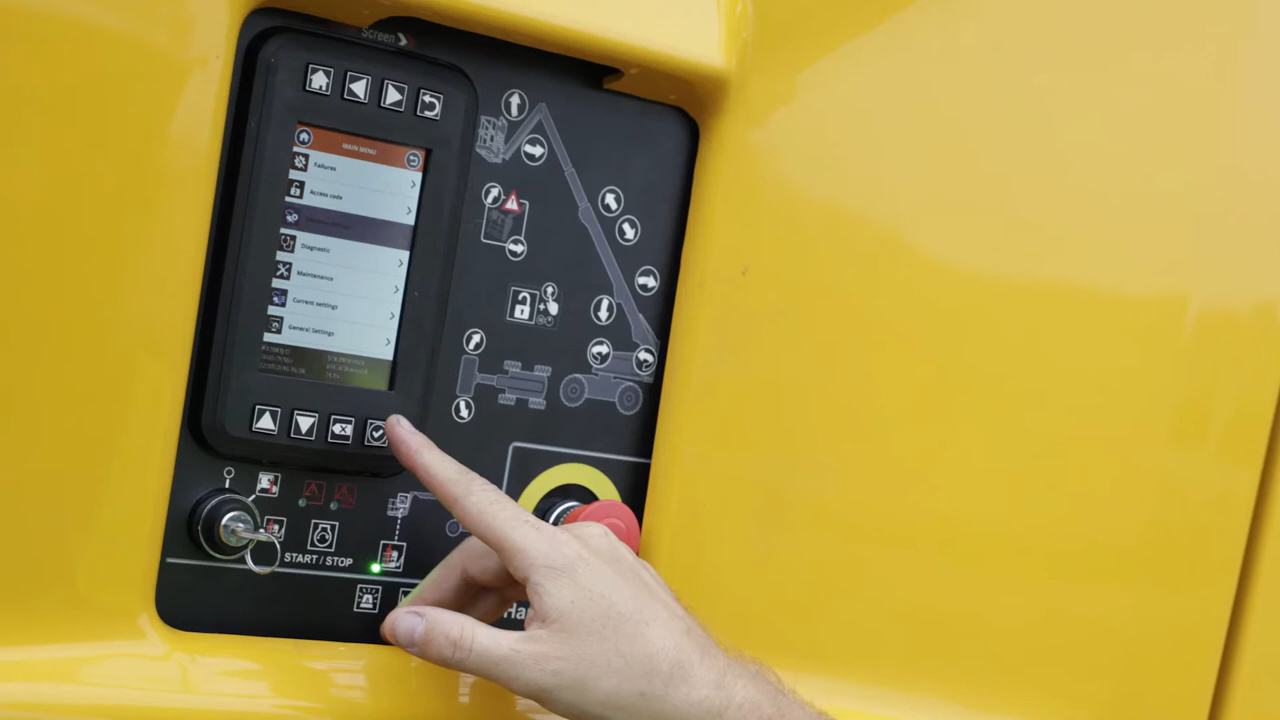 Screen
MAIN MENU
Failures
Access code
Diagnostic
Maintenance
Current settings
General Settings
START / STOP